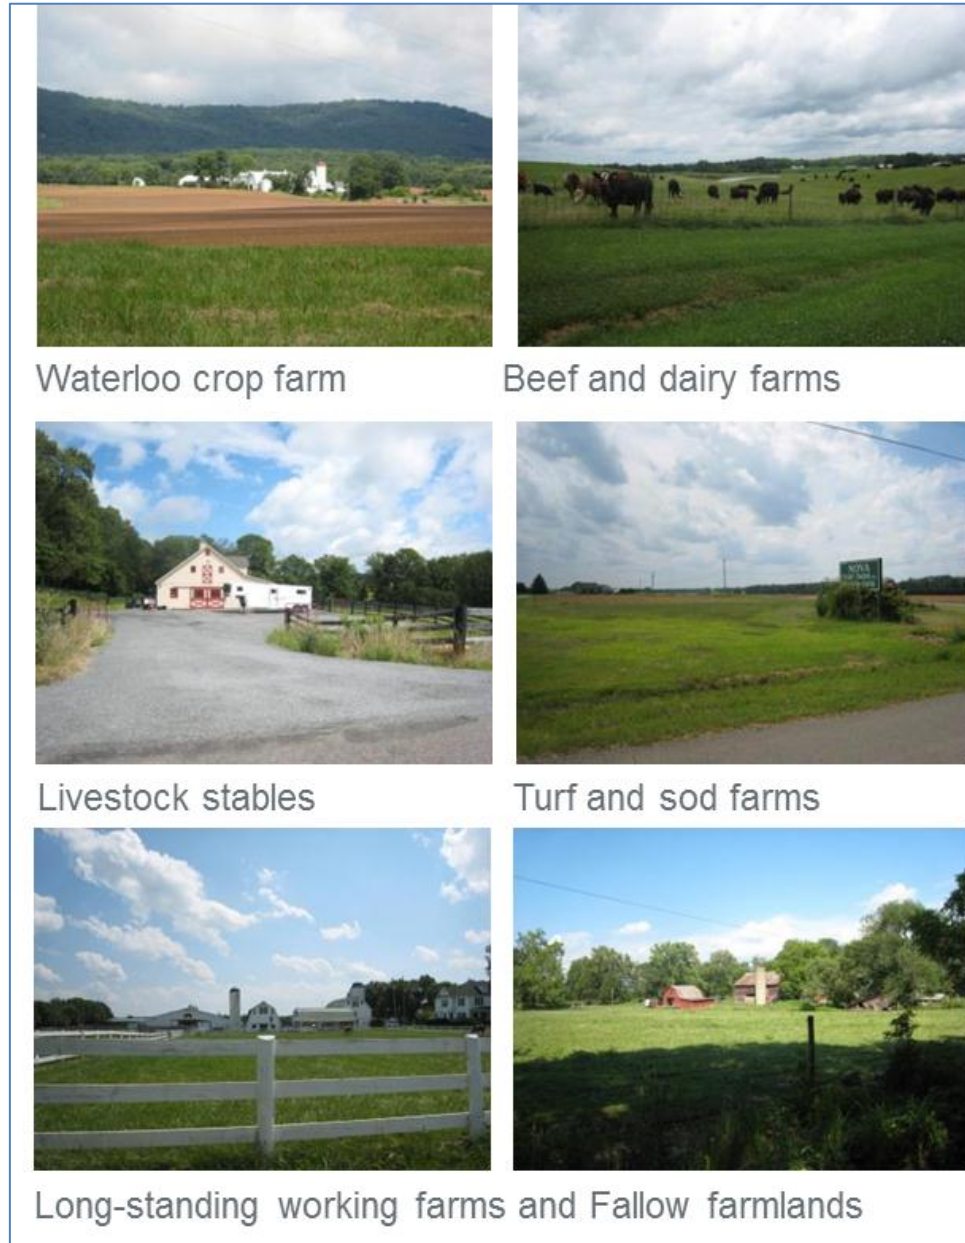 Waterloo crop farm
Beef and dairy farms
NOVA
Livestock stables
Turf and sod farms
Long-standing working farms and Fallow farmlands